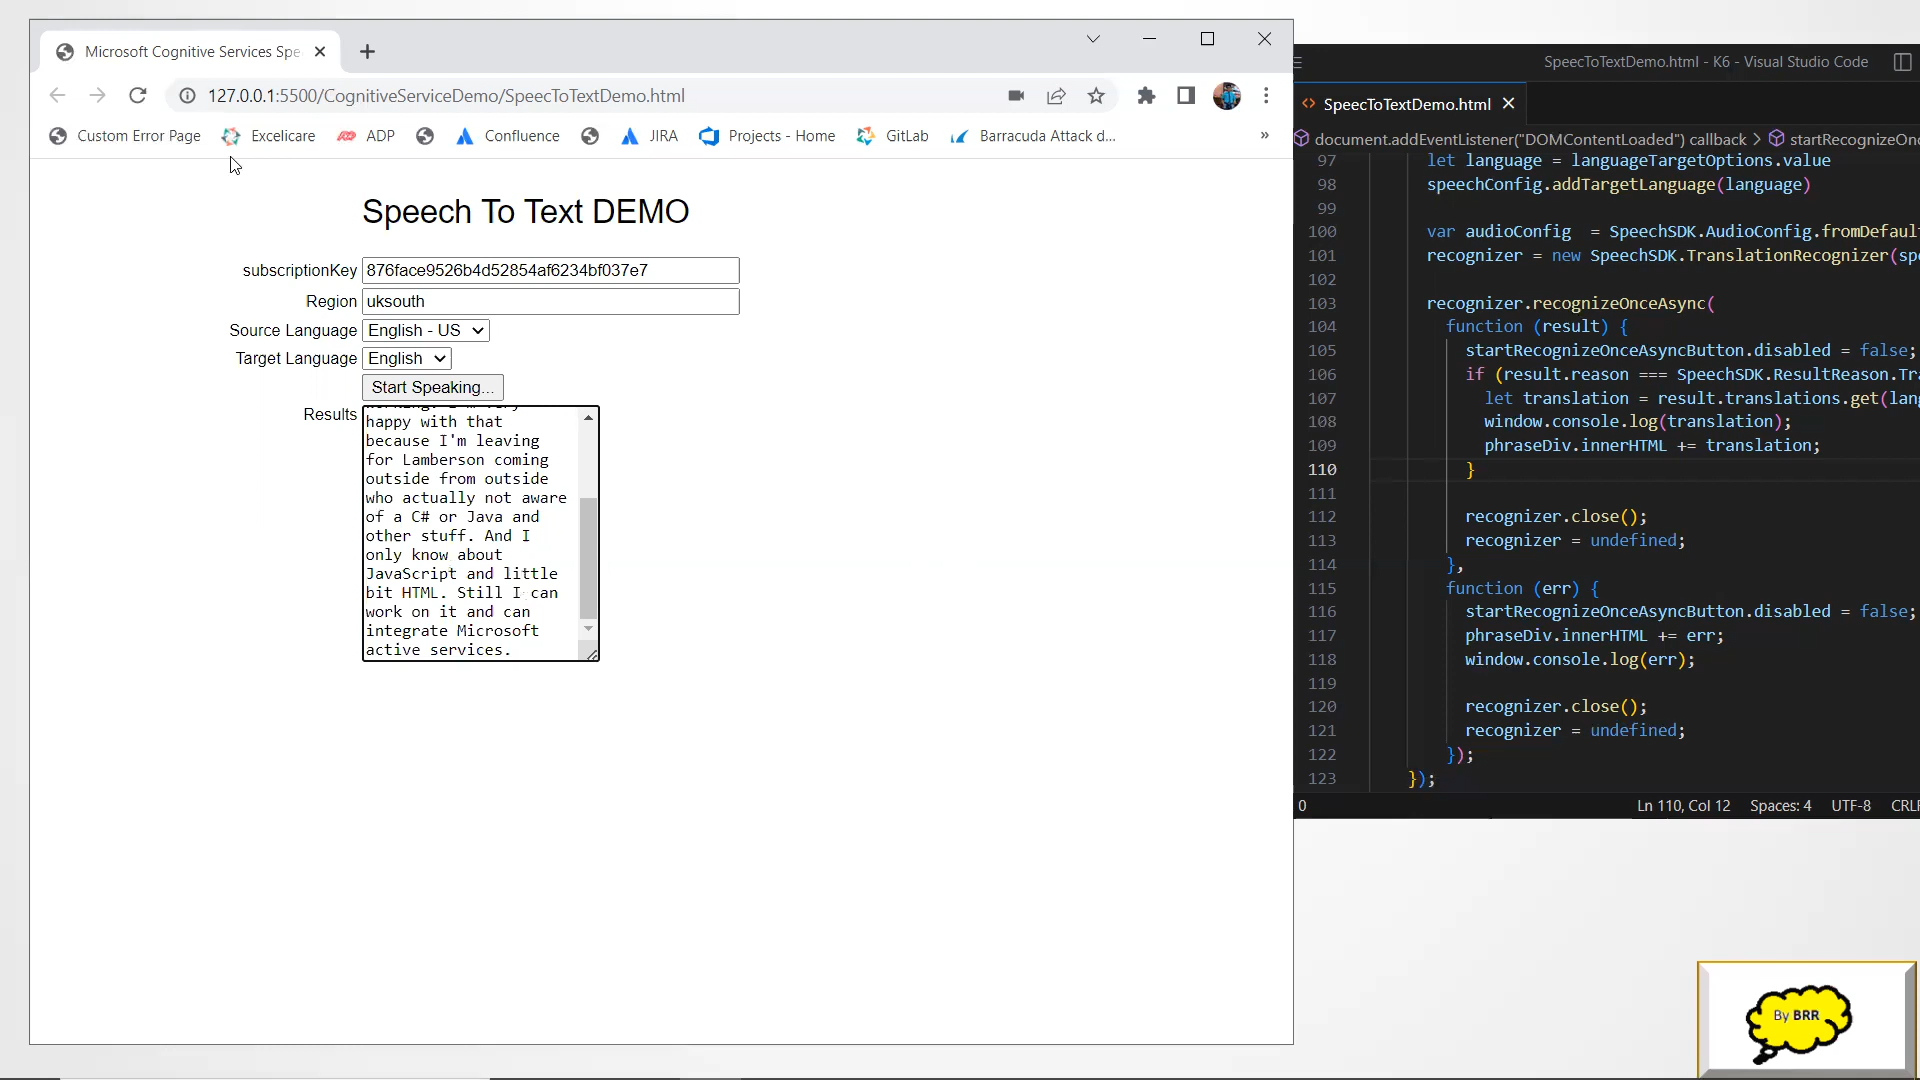 Microsoft Cognitive Services Spe
127.0.0.1:5500/CognitiveServiceDemo/SpeecToTextDemo.html
Custom Error Page
Excelicare
ADP
Confluence
JIRA
Projects - Home
GitLab
Barracuda Attack d...
»
Speech To Text DEMO
subscriptionKey 876face9526b4d52854af6234bf037e7
Region uksouth
Source Language English - US
Target Language English
Start Speaking...
Results
happy with that
because I'm leaving
for Lamberson coming
outside from outside
who actually not aware
of a C# or Java and
other stuff. And I
only know about
JavaScript and little
bit HTML. Still I can
work on it and can
integrate Microsoft
active services.
SpeecToTextDemo.html - K6 - Visual Studio Code
SpeecToTextDemo.html
document.addEventListener("DOMContentLoaded") callback > startRecognizeOnc
97 let language = languageTargetOptions.value
98 speechConfig.addTargetLanguage(language)
99
100 var audioConfig = SpeechSDK.AudioConfig.fromDefaul
101 recognizer = new SpeechSDK.TranslationRecognizer(spe
102
103 recognizer.recognizeOnceAsync(
104 function (result) {
105 startRecognizeOnceAsyncButton.disabled = false;
106 if (result.reason === SpeechSDK.ResultReason.Tra
107 let translation = result.translations.get(lang
108 window.console.log(translation);
109 phraseDiv.innerHTML += translation;
110 }
111
112 recognizer.close();
113 recognizer = undefined;
114 },
115 function (err) {
116 startRecognizeOnceAsyncButton.disabled = false;
117 phraseDiv.innerHTML += err;
118 window.console.log(err);
119
120 recognizer.close();
121 recognizer = undefined;
122 });
123 });
0
Ln 110, Col 12 Spaces: 4 UTF-8 CRLF
By BRR